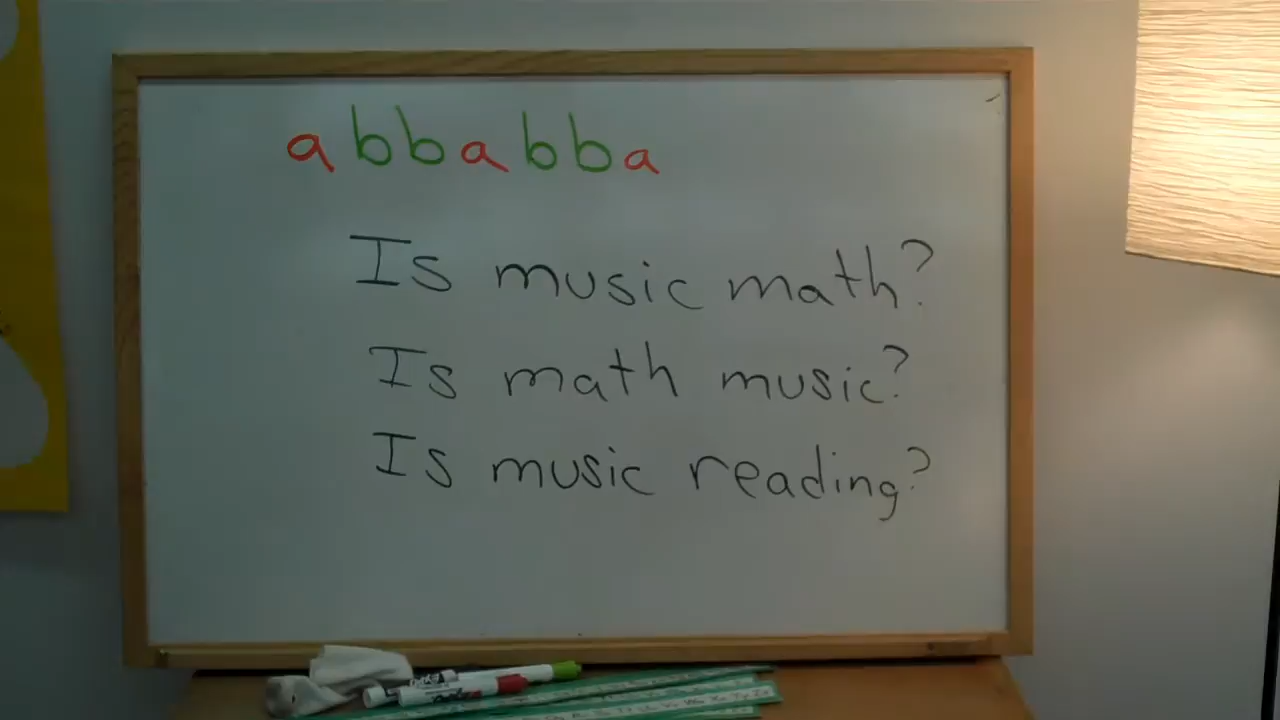 abbabba
Is music math?
Is math music?
Is music reading?